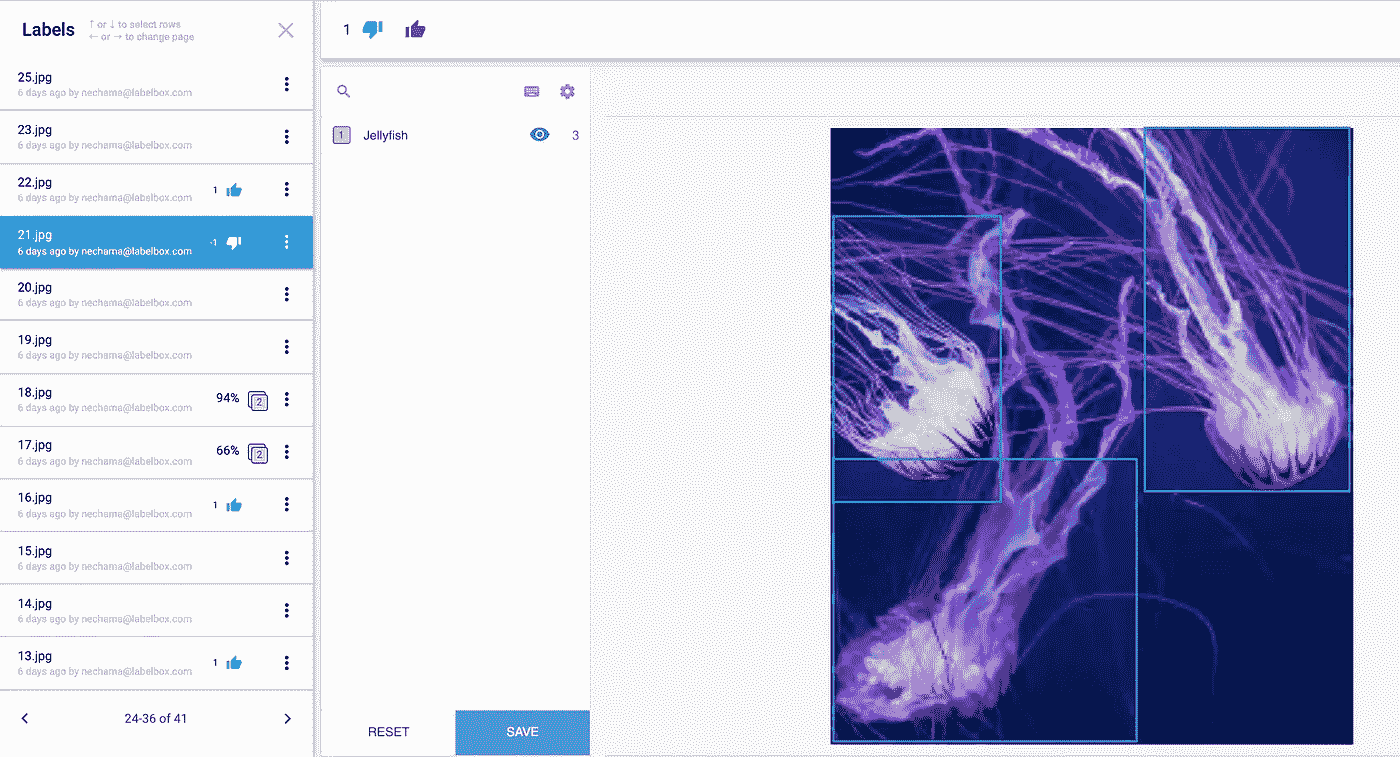 Labels
↑ or ↓ to select rows
← or → to change page
1
25.jpg
6 days ago by nechama@labelbox.com
23.jpg
6 days ago by nechama@labelbox.com
22.jpg
6 days ago by nechama@labelbox.com
1
21.jpg
6 days ago by nechama@labelbox.com
-1
20.jpg
6 days ago by nechama@labelbox.com
19.jpg
6 days ago by nechama@labelbox.com
18.jpg
6 days ago by nechama@labelbox.com
94% 2
17.jpg
6 days ago by nechama@labelbox.com
66% 2
16.jpg
6 days ago by nechama@labelbox.com
1
15.jpg
6 days ago by nechama@labelbox.com
14.jpg
6 days ago by nechama@labelbox.com
13.jpg
6 days ago by nechama@labelbox.com
1
24-36 of 41
1 Jellyfish 3
RESET SAVE